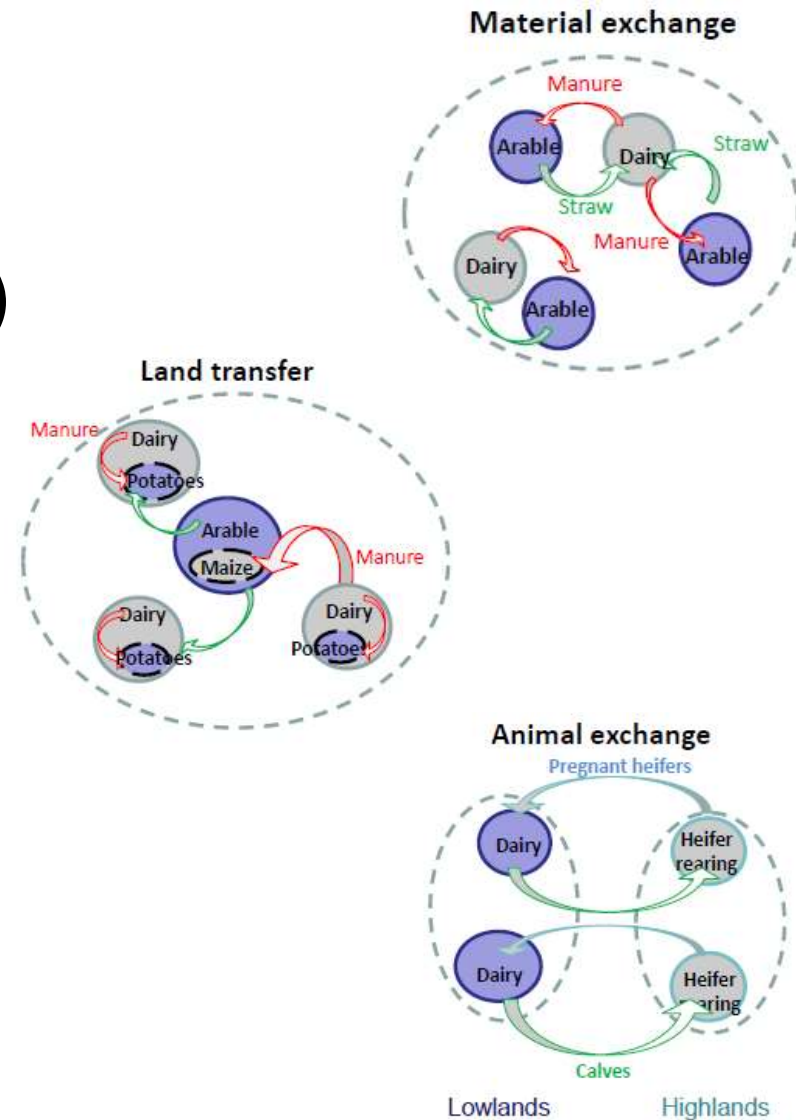 Material exchange
Manure
Arable
Dairy
Straw
Straw
Manure
Arable
Dairy
Arable
)
Land transfer
Manure
Dairy
Potatoes
Arable
Maize
Manure
Dairy
Potatoes
Dairy
Potatoes
Animal exchange
Pregnant heifers
Dairy
Heifer
rearing
Dairy
Heifer
rearing
Calves
Lowlands
Highlands